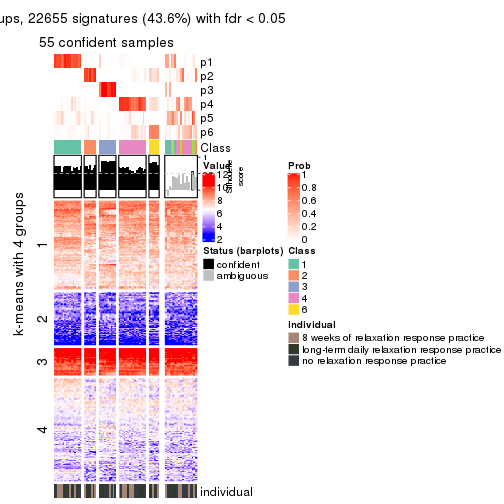 ups, 22655 signatures (43.6%) with fdr < 0.05
55 confident samples
p1
p2
p3
p4
p5
p6
Class
1
score
Value
12
10
8
6
4
2
Prob
1
0.8
0.6
0.4
0.2
0
Status (barplots)
confident
ambiguous
Class
1
2
3
4
6
individual
8 weeks of relaxation response practice
long-term daily relaxation response practice
no relaxation response practice
k-means with 4 groups
1
2
3
4
individual